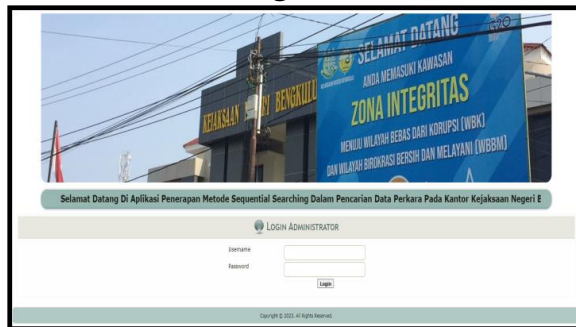 SELAMAT DATANG
ANDA MEMASUKI KAWASAN
ZONA INTEGRITAS
MENUJU WILAYAH BEBAS DARI KORUPSI (WBK)
DAN WILAYAH BIROKRASI BERSIH DAN MELAYANI (WBBM)
KEJAKSAAN RI BENGKULU
Selamat Datang Di Aplikasi Penerapan Metode Sequential Searching Dalam Pencarian Data Perkara Pada Kantor Kejaksaan Negeri B
LOGIN ADMINISTRATOR
Username
Password
Login
Copyright © 2022. All Rights Reserved.